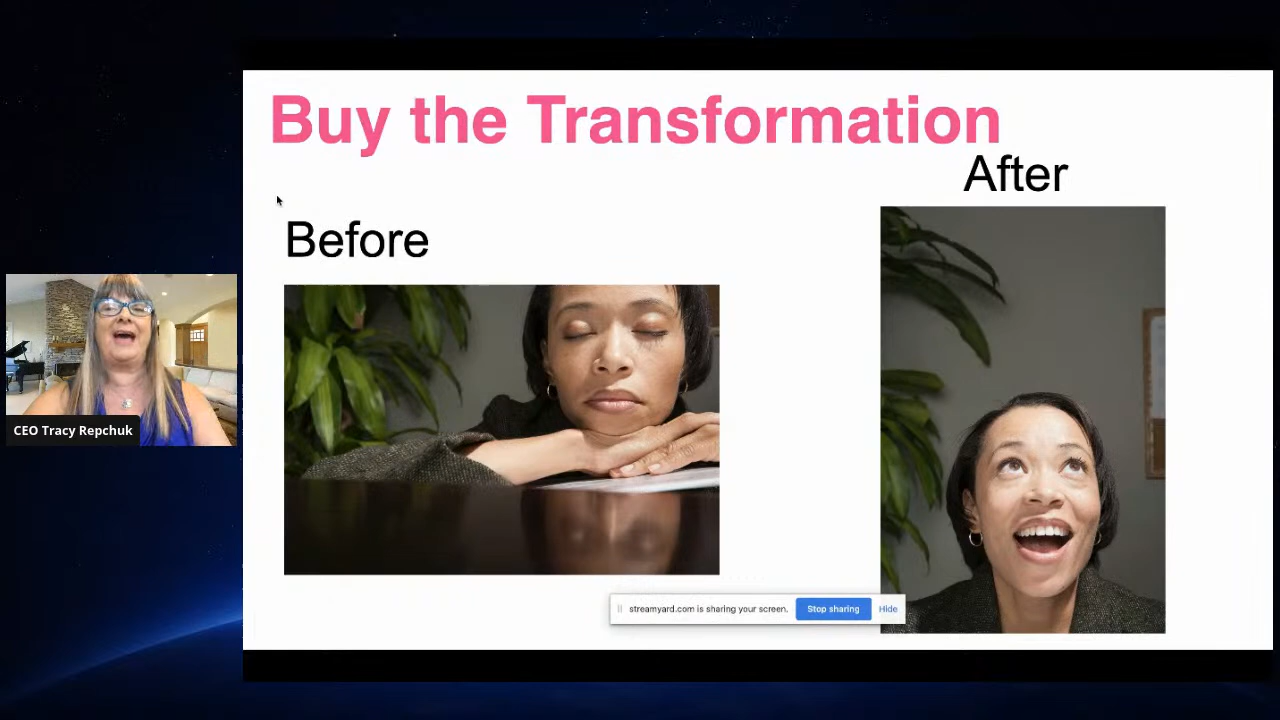 Buy the Transformation
After
Before
CEO Tracy Repchuk
streamyard.com is sharing your screen. Stop sharing Hide